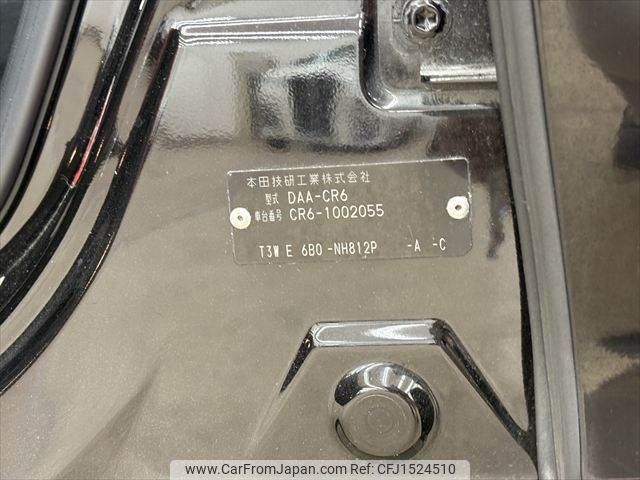 本田技研工業株式会社
型式 DAA-CR6
車台番号 CR6-1002055
T3W E 6B0 -NH812P -A -C
www.CarFromJapan.com | CFJ1524510